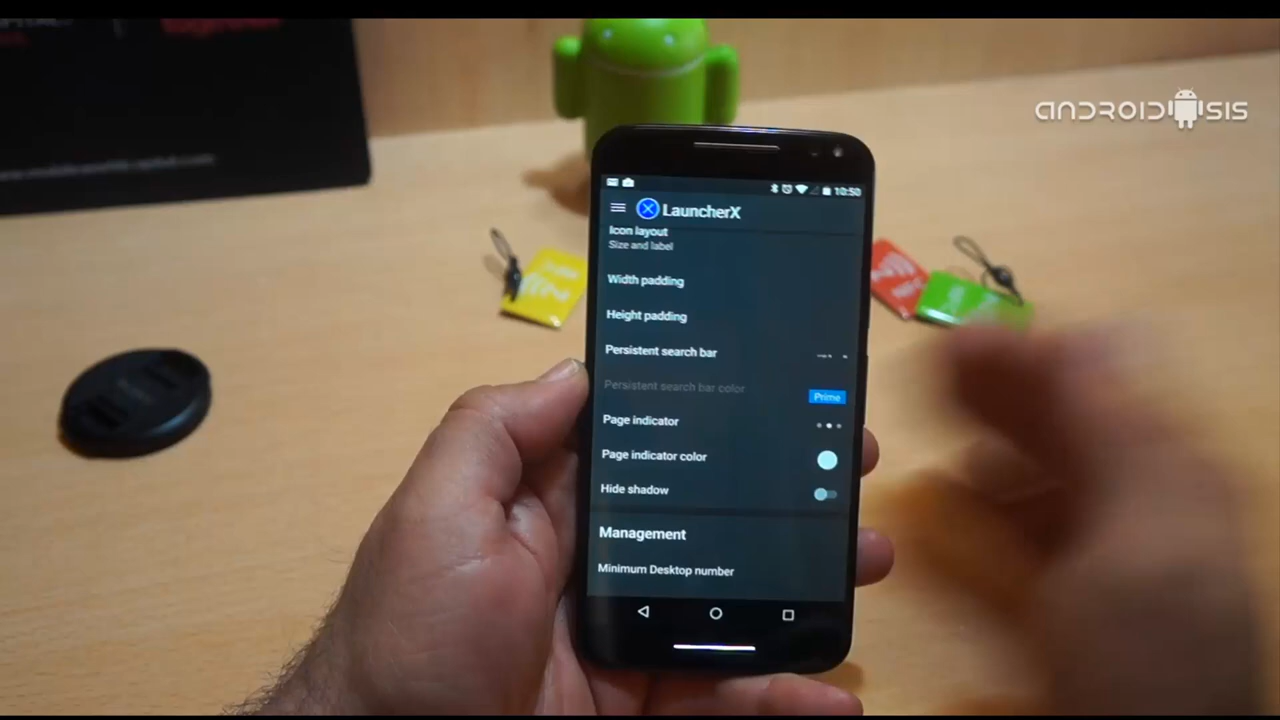 ANDROIDSIS
10:50
LauncherX
Icon layout
Size and label
Width padding
Height padding
Persistent search bar
Persistent search bar color
Prime
Page indicator
Page indicator color
Hide shadow
Management
Minimum Desktop number